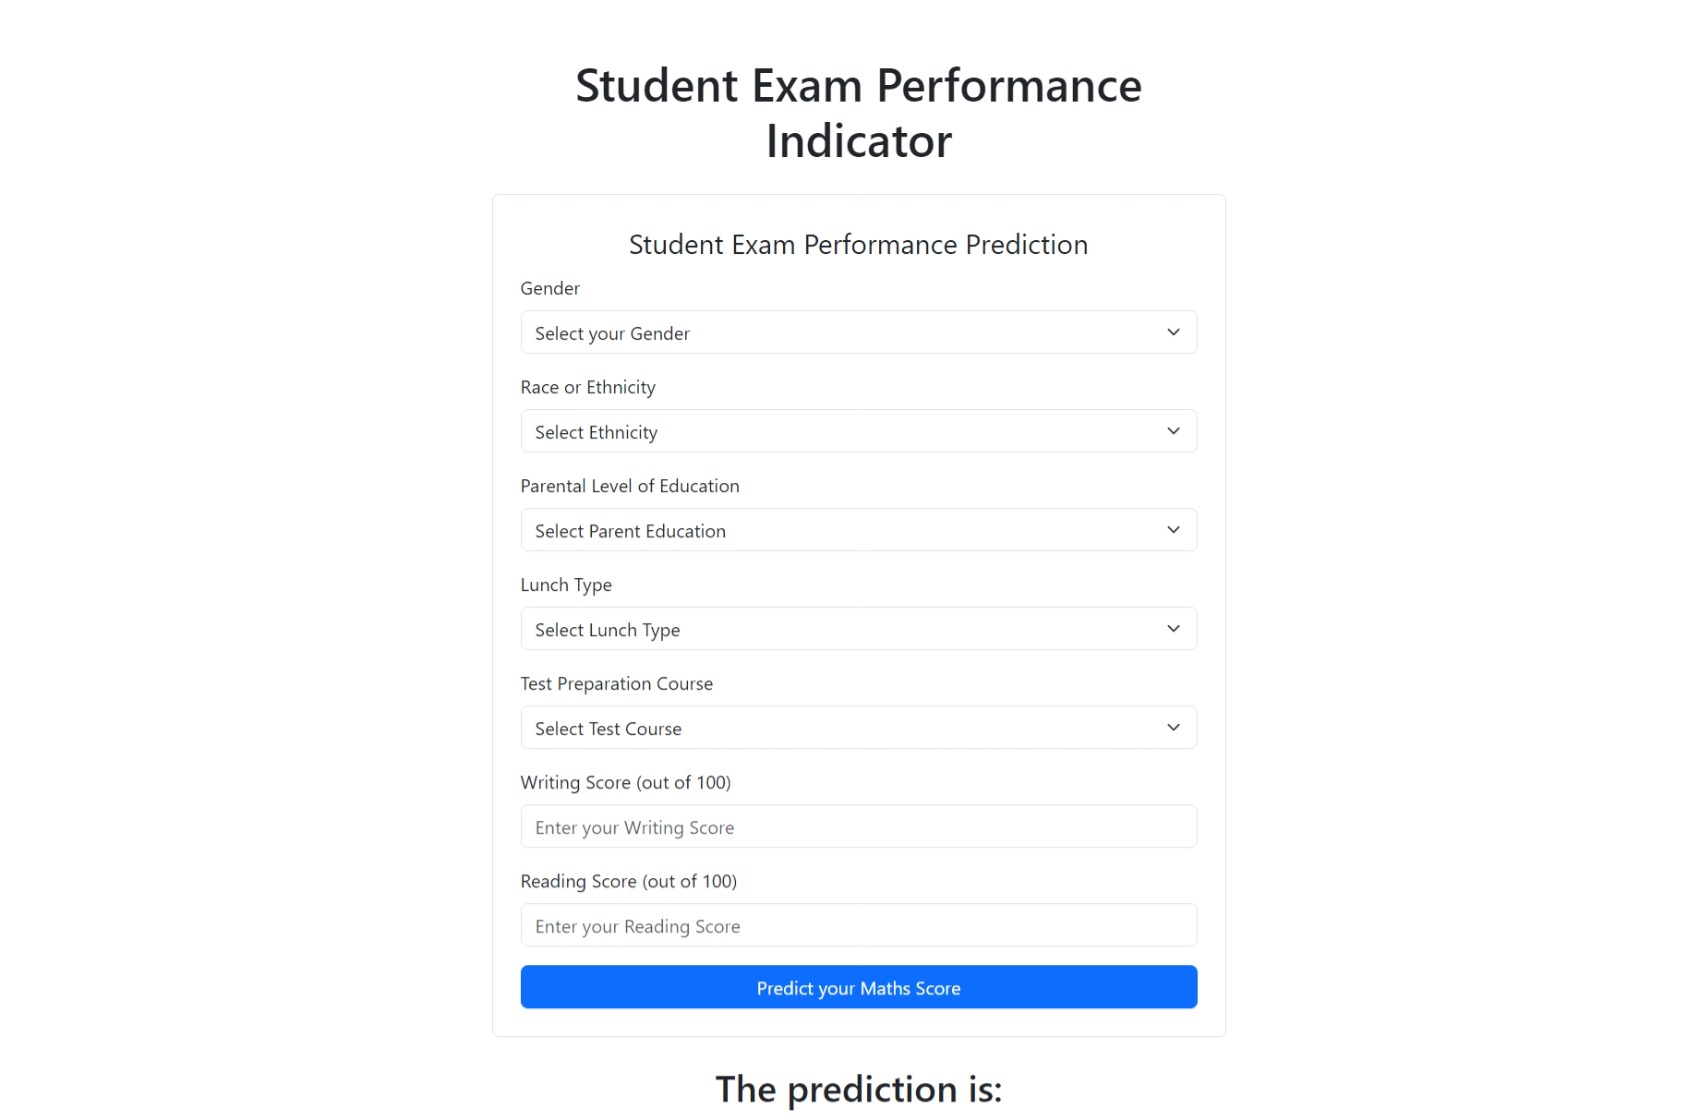 Student Exam Performance
Indicator
Student Exam Performance Prediction
Gender
Select your Gender
Race or Ethnicity
Select Ethnicity
Parental Level of Education
Select Parent Education
Lunch Type
Select Lunch Type
Test Preparation Course
Select Test Course
Writing Score (out of 100)
Enter your Writing Score
Reading Score (out of 100)
Enter your Reading Score
Predict your Maths Score
The prediction is: